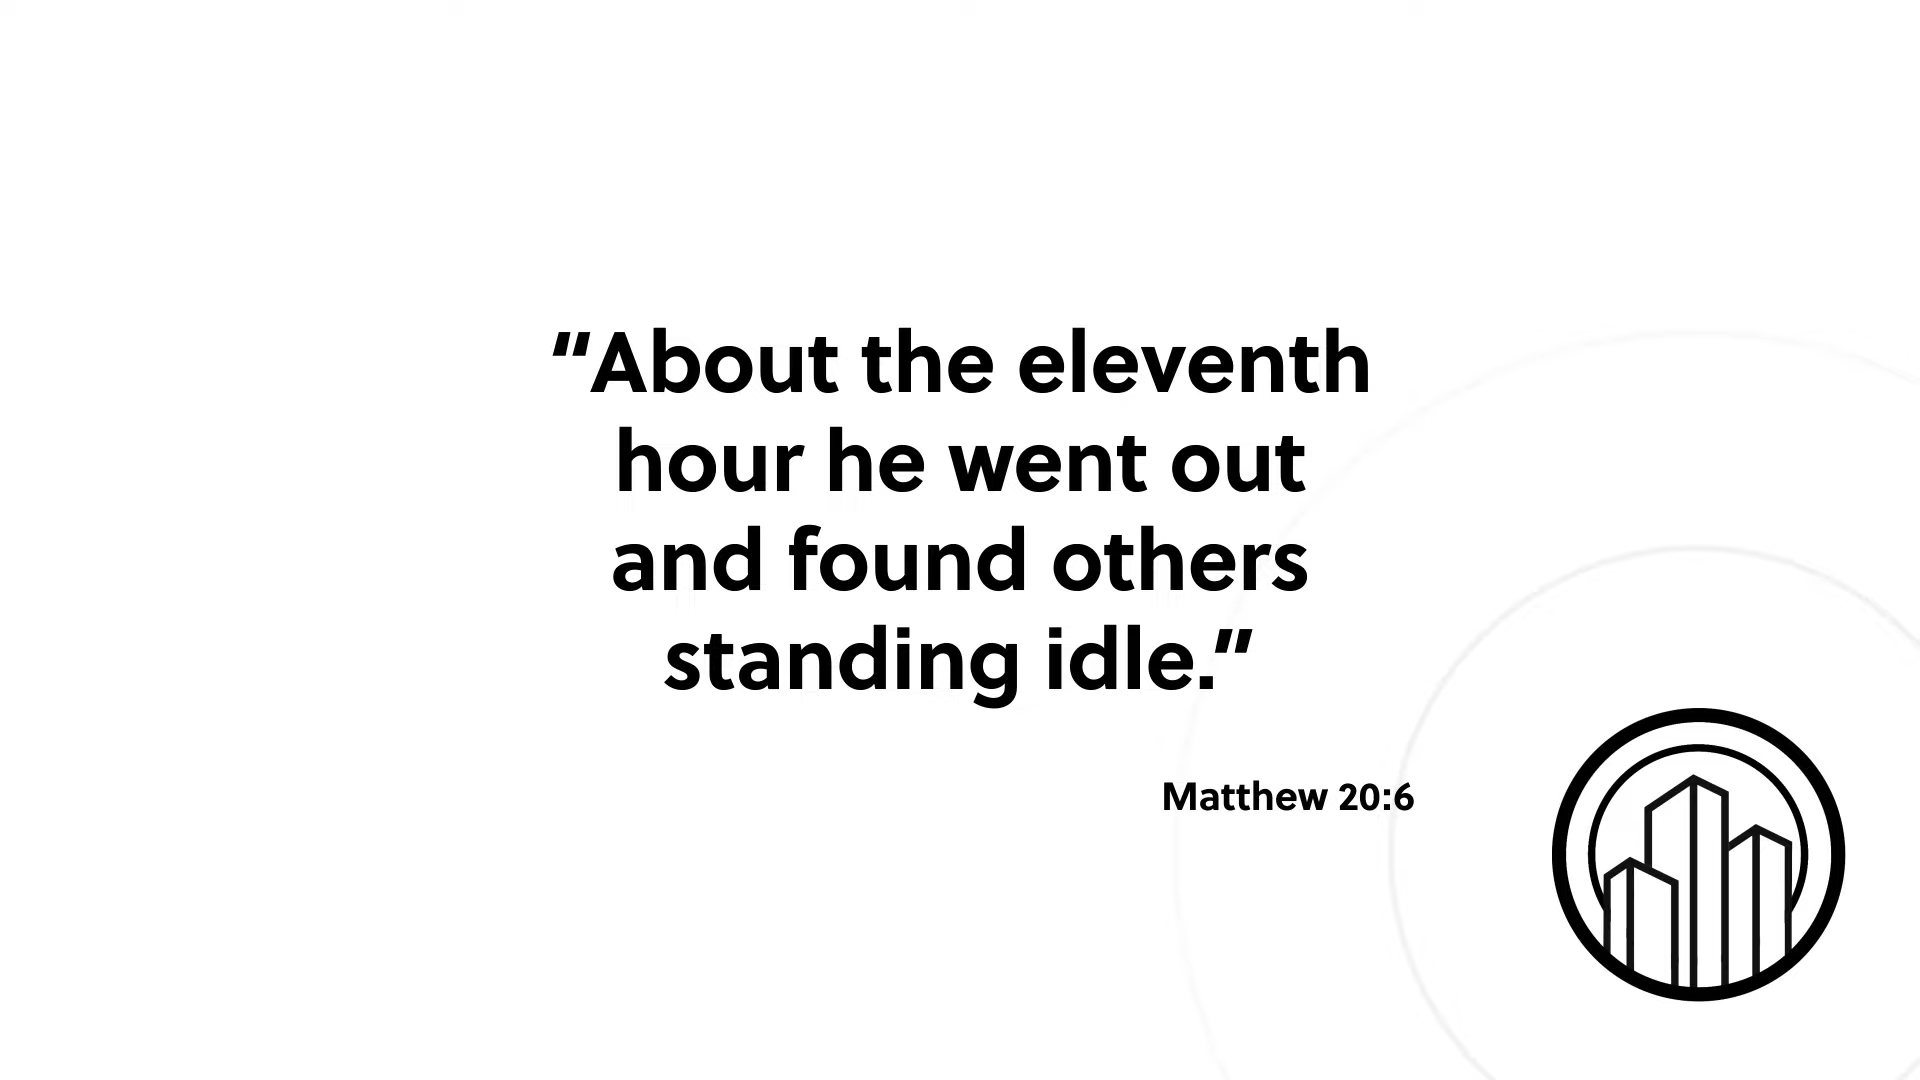 “About the eleventh
hour he went out
and found others
standing idle.”
Matthew 20:6